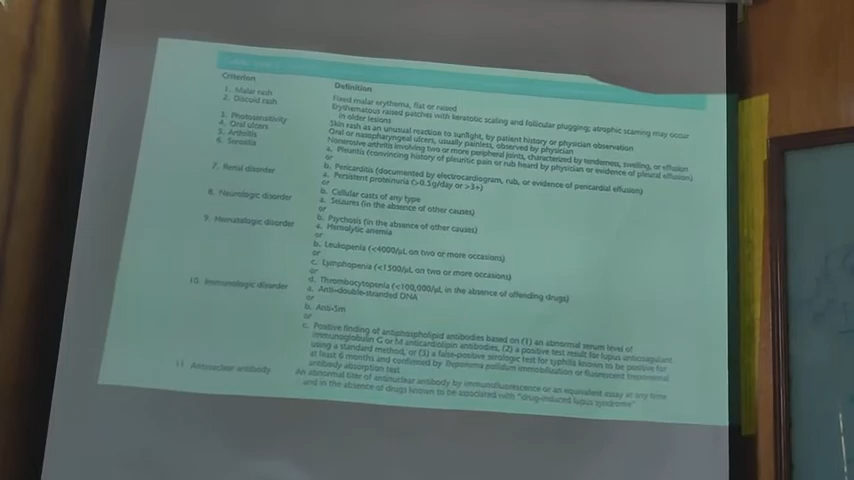 Criterion Definition
1. Malar rash Fixed malar erythema, flat or raised
2. Discoid rash Erythematous raised patches with keratotic scaling and follicular plugging; atrophic scarring may occur
in older lesions
3. Photosensitivity Skin rash as an unusual reaction to sunlight, by patient history or physician observation
4. Oral ulcers Oral or nasopharyngeal ulcers, usually painless, observed by physician
5. Arthritis Nonerosive arthritis involving two or more peripheral joints, characterized by tenderness, swelling, or effusion
6. Serositis a. Pleuritis (convincing history of pleuritic pain or rub heard by physician or evidence of pleural effusion)
or
b. Pericarditis (documented by electrocardiogram, rub, or evidence of pericardial effusion)
7. Renal disorder a. Persistent proteinuria (>0.5g/day or >3+)
or
b. Cellular casts of any type
8. Neurologic disorder a. Seizures (in the absence of other causes)
or
b. Psychosis (in the absence of other causes)
9. Hematologic disorder a. Hemolytic anemia
or
b. Leukopenia (<4000/μL on two or more occasions)
or
c. Lymphopenia (<1500/μL on two or more occasions)
or
d. Thrombocytopenia (<100,000/μL in the absence of offending drugs)
10. Immunologic disorder a. Anti-double-stranded DNA
or
b. Anti-Sm
or
c. Positive finding of antiphospholipid antibodies based on (1) an abnormal serum level of
immunoglobulin G or M anticardiolipin antibodies, (2) a positive test result for lupus anticoagulant
using a standard method, or (3) a false-positive serologic test for syphilis known to be positive for
at least 6 months and confirmed by Treponema pallidum immobilization or fluorescent treponemal
antibody absorption test
11. Antinuclear antibody An abnormal titer of antinuclear antibody by immunofluorescence or an equivalent assay at any time
and in the absence of drugs known to be associated with "drug-induced lupus syndrome"